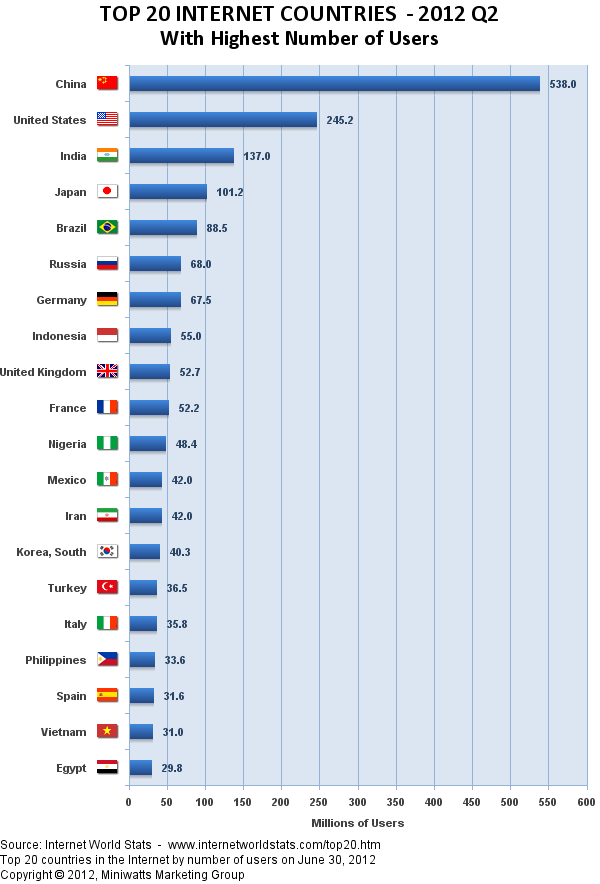 TOP 20 INTERNET COUNTRIES - 2012 Q2
With Highest Number of Users
China 538.0
United States 245.2
India 137.0
Japan 101.2
Brazil 88.5
Russia 68.0
Germany 67.5
Indonesia 55.0
United Kingdom 52.7
France 52.2
Nigeria 48.4
Mexico 42.0
Iran 42.0
Korea, South 40.3
Turkey 36.5
Italy 35.8
Philippines 33.6
Spain 31.6
Vietnam 31.0
Egypt 29.8
0 50 100 150 200 250 300 350 400 450 500 550 600
Millions of Users
Source: Internet World Stats - www.internetworldstats.com/top20.htm
Top 20 countries in the Internet by number of users on June 30, 2012
Copyright © 2012, Miniwatts Marketing Group